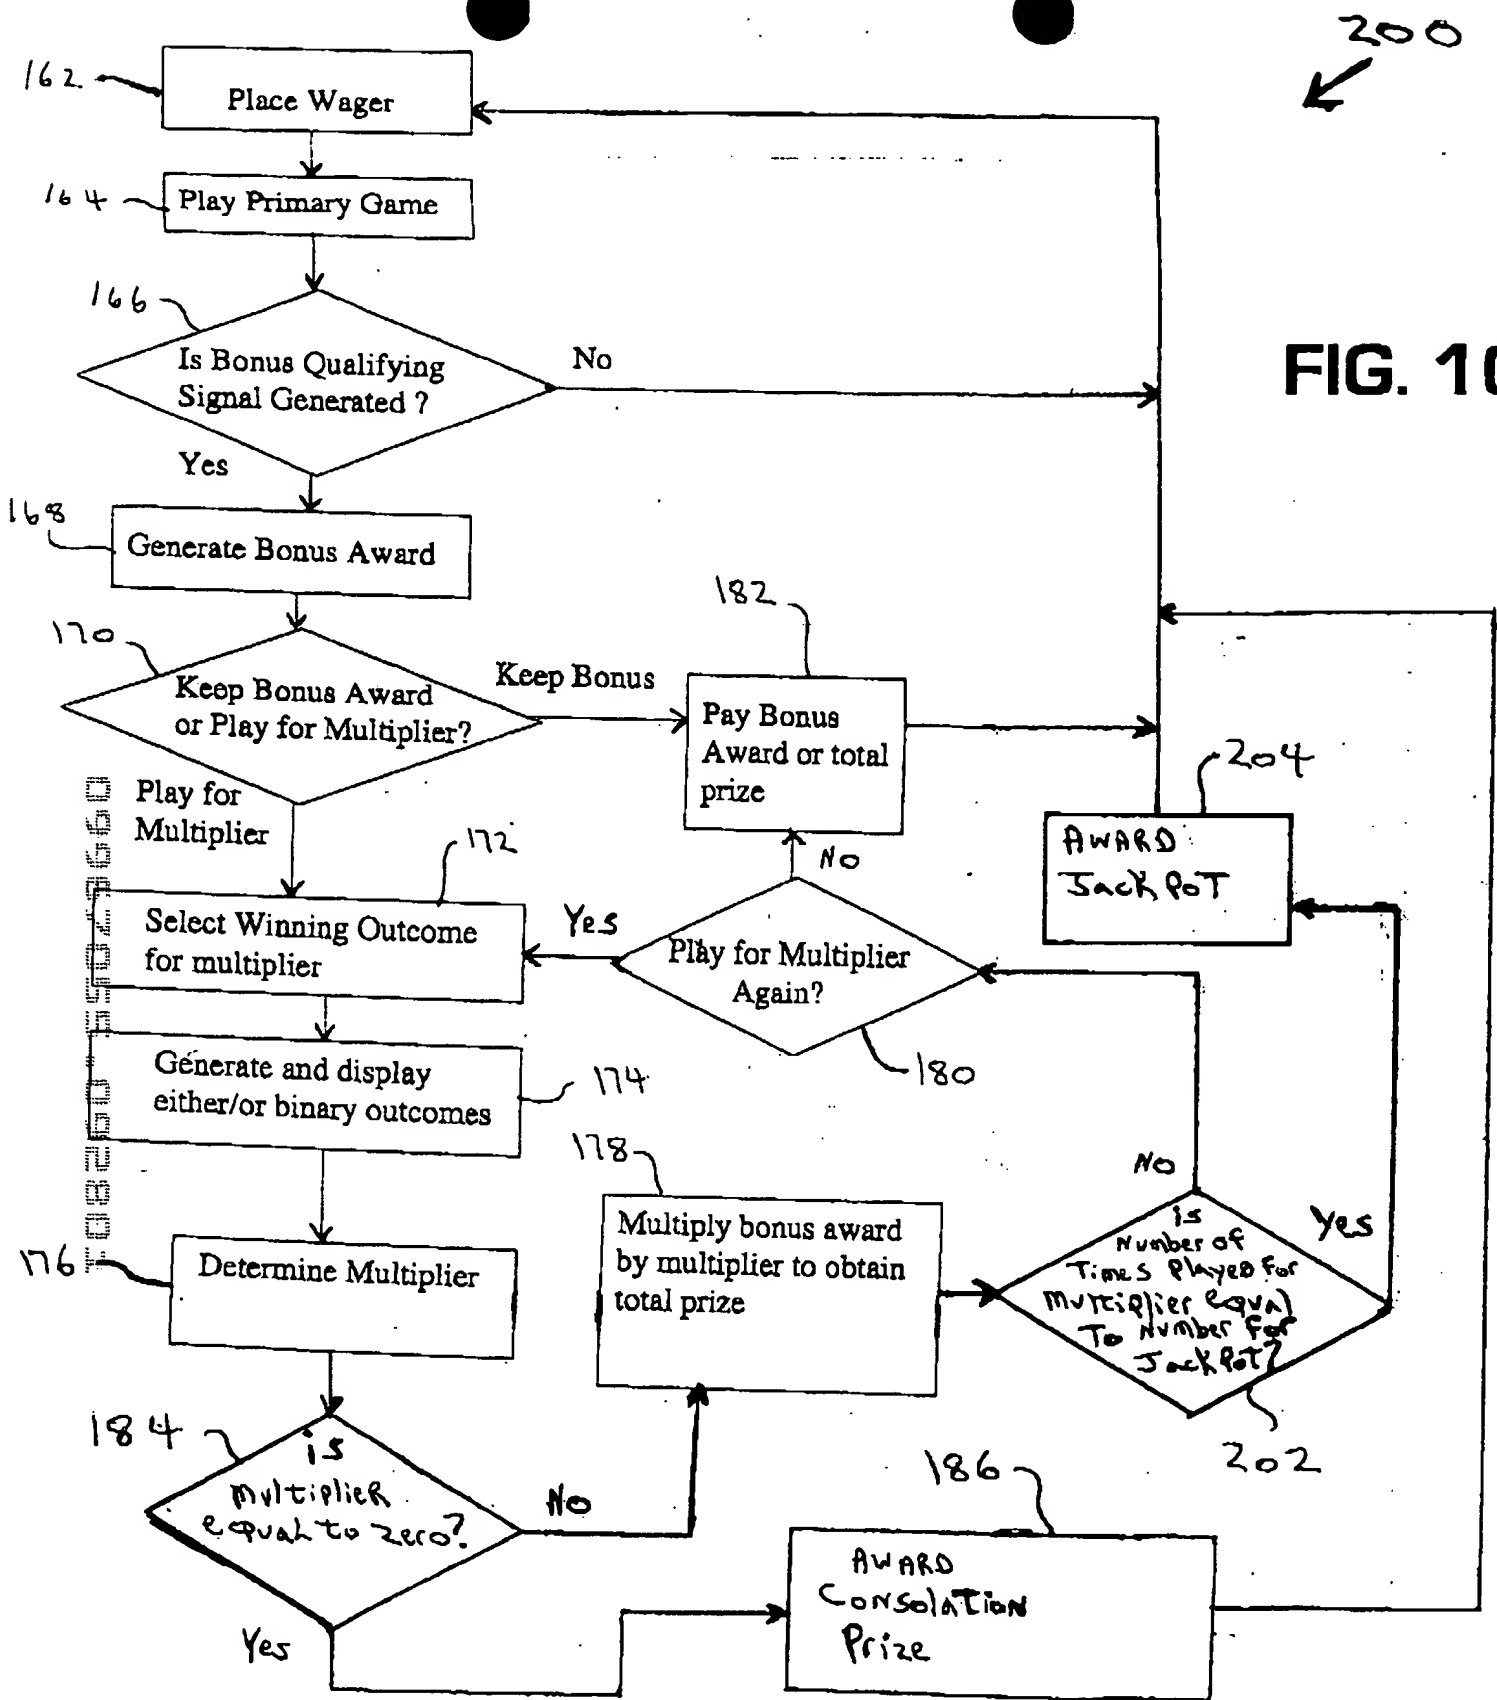 200
162
Place Wager
164
Play Primary Game
166
Is Bonus Qualifying
Signal Generated ?
No
FIG. 10
Yes
168
Generate Bonus Award
182
170
Keep Bonus Award
or Play for Multiplier?
Keep Bonus
Pay Bonus
Award or total
prize
204
Play for
Multiplier
AWARD
JackPoT
172
No
Select Winning Outcome
for multiplier
Yes
Play for Multiplier
Again?
180
Generate and display
either/or binary outcomes
174
178
No
Multiply bonus award
by multiplier to obtain
total prize
is
Number of
Times Played For
Multiplier equal
To Number For
JackPoT?
Yes
176
Determine Multiplier
202
184
is
multiplieR
equal to zero?
No
186
AWARD
ConsolaTion
Prize
Yes